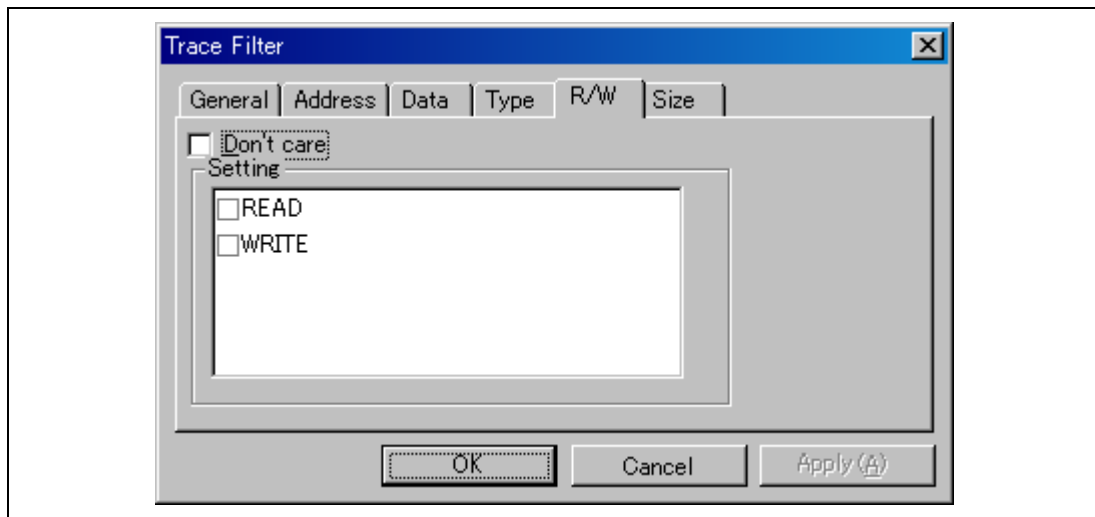 Trace Filter
General Address Data Type R/W Size
Don't care
Setting
READ
WRITE
OK Cancel Apply(A)